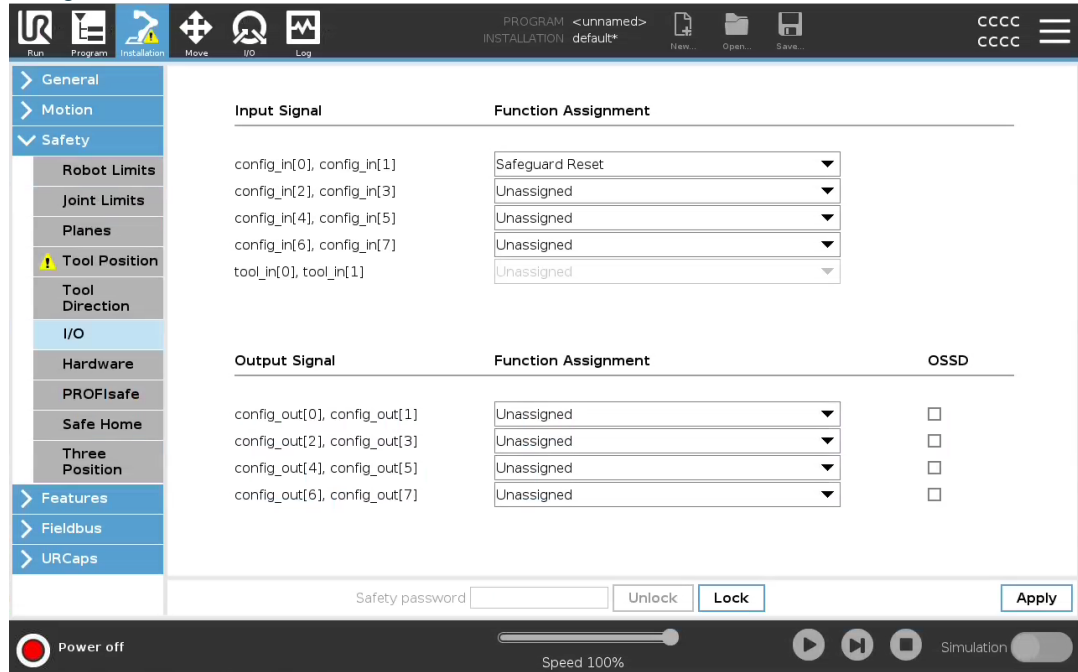 PROGRAM <unnamed>
INSTALLATION default*
CCCC
CCCC
Run Program Installation Move I/O Log New... Open... Save...
General
Motion
Safety
Robot Limits
Joint Limits
Planes
Tool Position
Tool
Direction
I/O
Hardware
PROFIsafe
Safe Home
Three
Position
Features
Fieldbus
URCaps
Input Signal Function Assignment
config_in[0], config_in[1] Safeguard Reset
config_in[2], config_in[3] Unassigned
config_in[4], config_in[5] Unassigned
config_in[6], config_in[7] Unassigned
tool_in[0], tool_in[1] Unassigned
Output Signal Function Assignment OSSD
config_out[0], config_out[1] Unassigned
config_out[2], config_out[3] Unassigned
config_out[4], config_out[5] Unassigned
config_out[6], config_out[7] Unassigned
Safety password Unlock Lock Apply
Power off Speed 100% Simulation